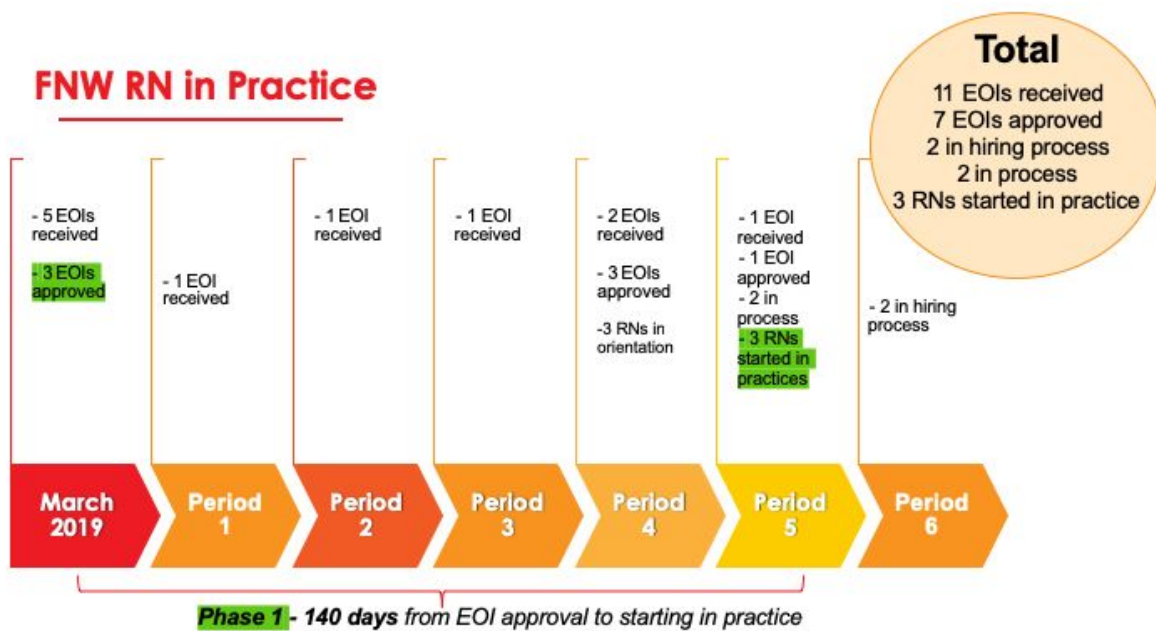 FNW RN in Practice
Total
11 EOIs received
7 EOIs approved
2 in hiring process
2 in process
3 RNs started in practice
- 5 EOIs
received
- 3 EOIs
approved
- 1 EOI
received
- 1 EOI
received
- 1 EOI
received
- 2 EOIs
received
- 3 EOIs
approved
-3 RNs in
orientation
- 1 EOI
received
- 1 EOI
approved
- 2 in
process
- 3 RNs
started in
practices
- 2 in hiring
process
March
2019
Period
1
Period
2
Period
3
Period
4
Period
5
Period
6
Phase 1 - 140 days from EOI approval to starting in practice